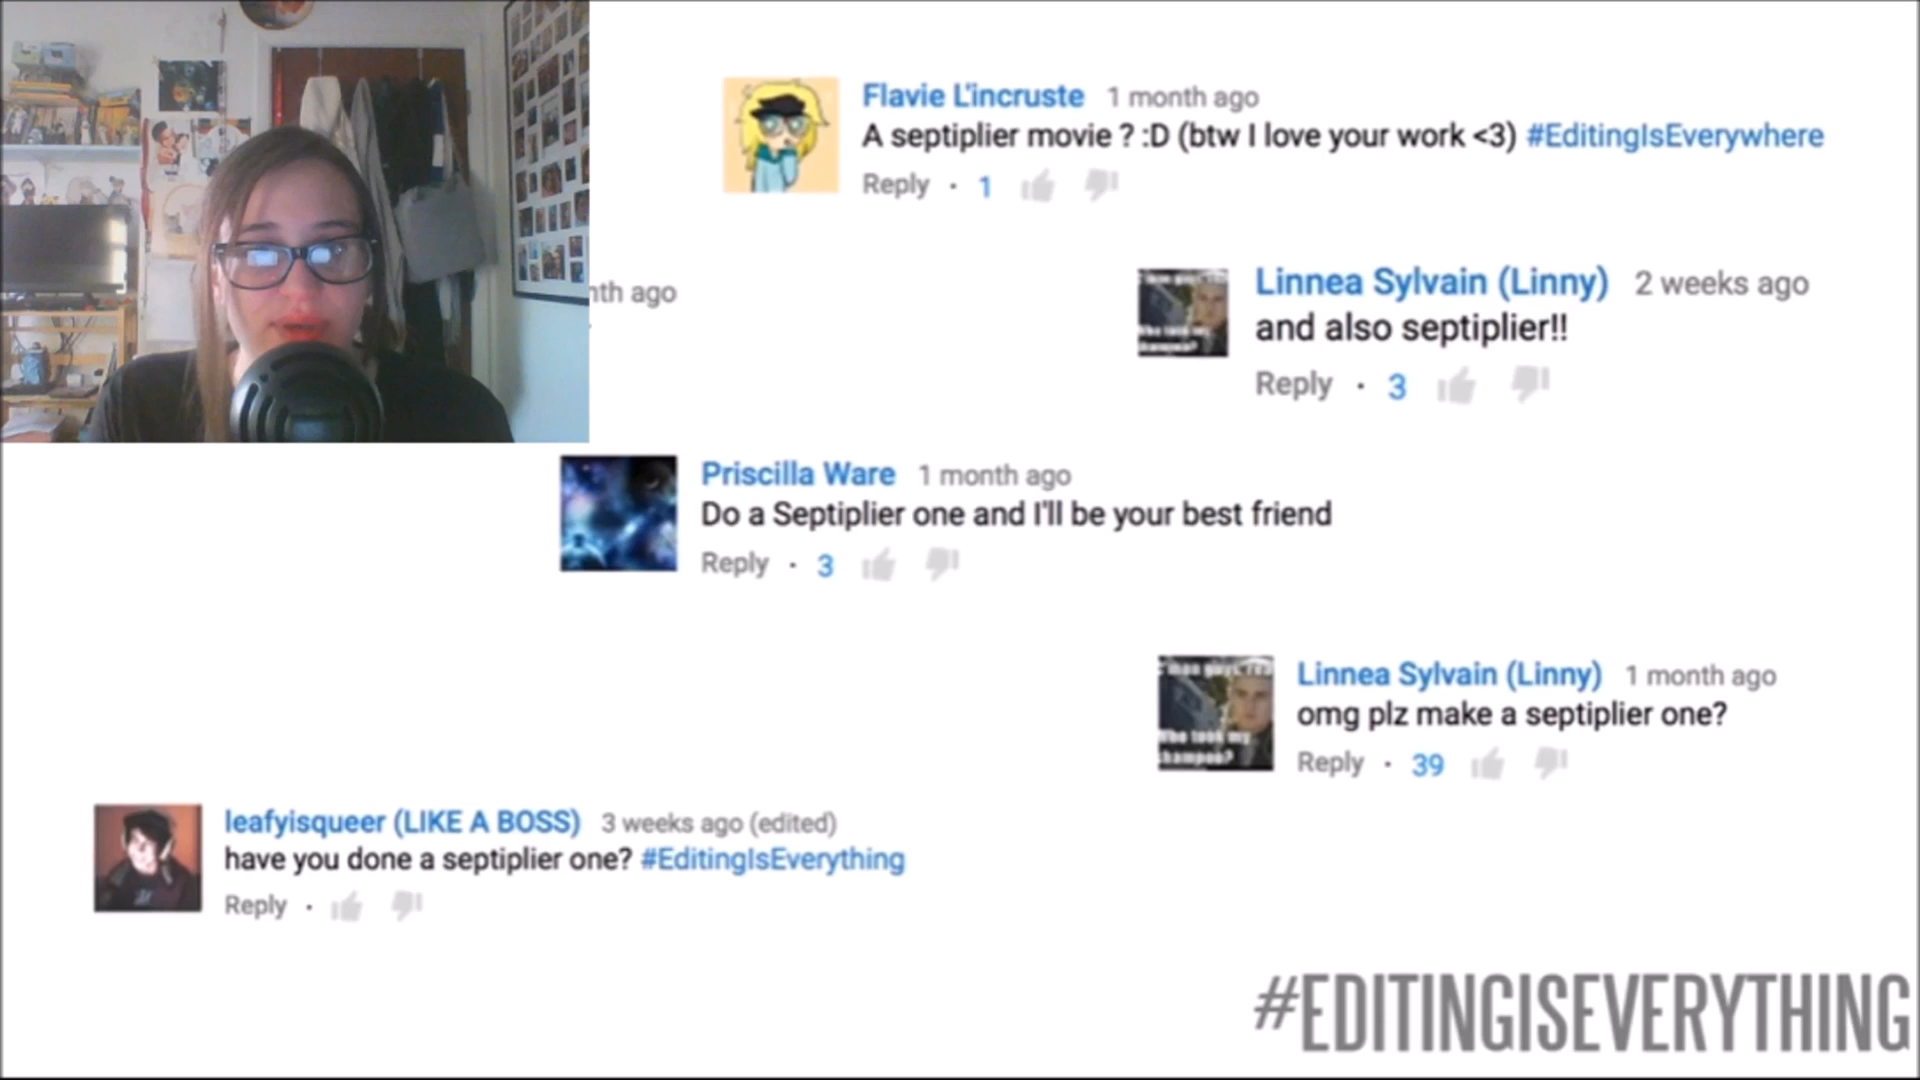 Flavie L'incruste 1 month ago
A septiplier movie ? :D (btw I love your work <3) #EditingIsEverywhere
Reply · 1
Linnea Sylvain (Linny) 2 weeks ago
and also septiplier!!
Reply · 3
ago
Priscilla Ware 1 month ago
Do a Septiplier one and I'll be your best friend
Reply · 3
Linnea Sylvain (Linny) 1 month ago
omg plz make a septiplier one?
Reply · 39
leafyisqueer (LIKE A BOSS) 3 weeks ago (edited)
have you done a septiplier one? #EditingIsEverything
Reply ·
#EDITINGISEVERYTHING